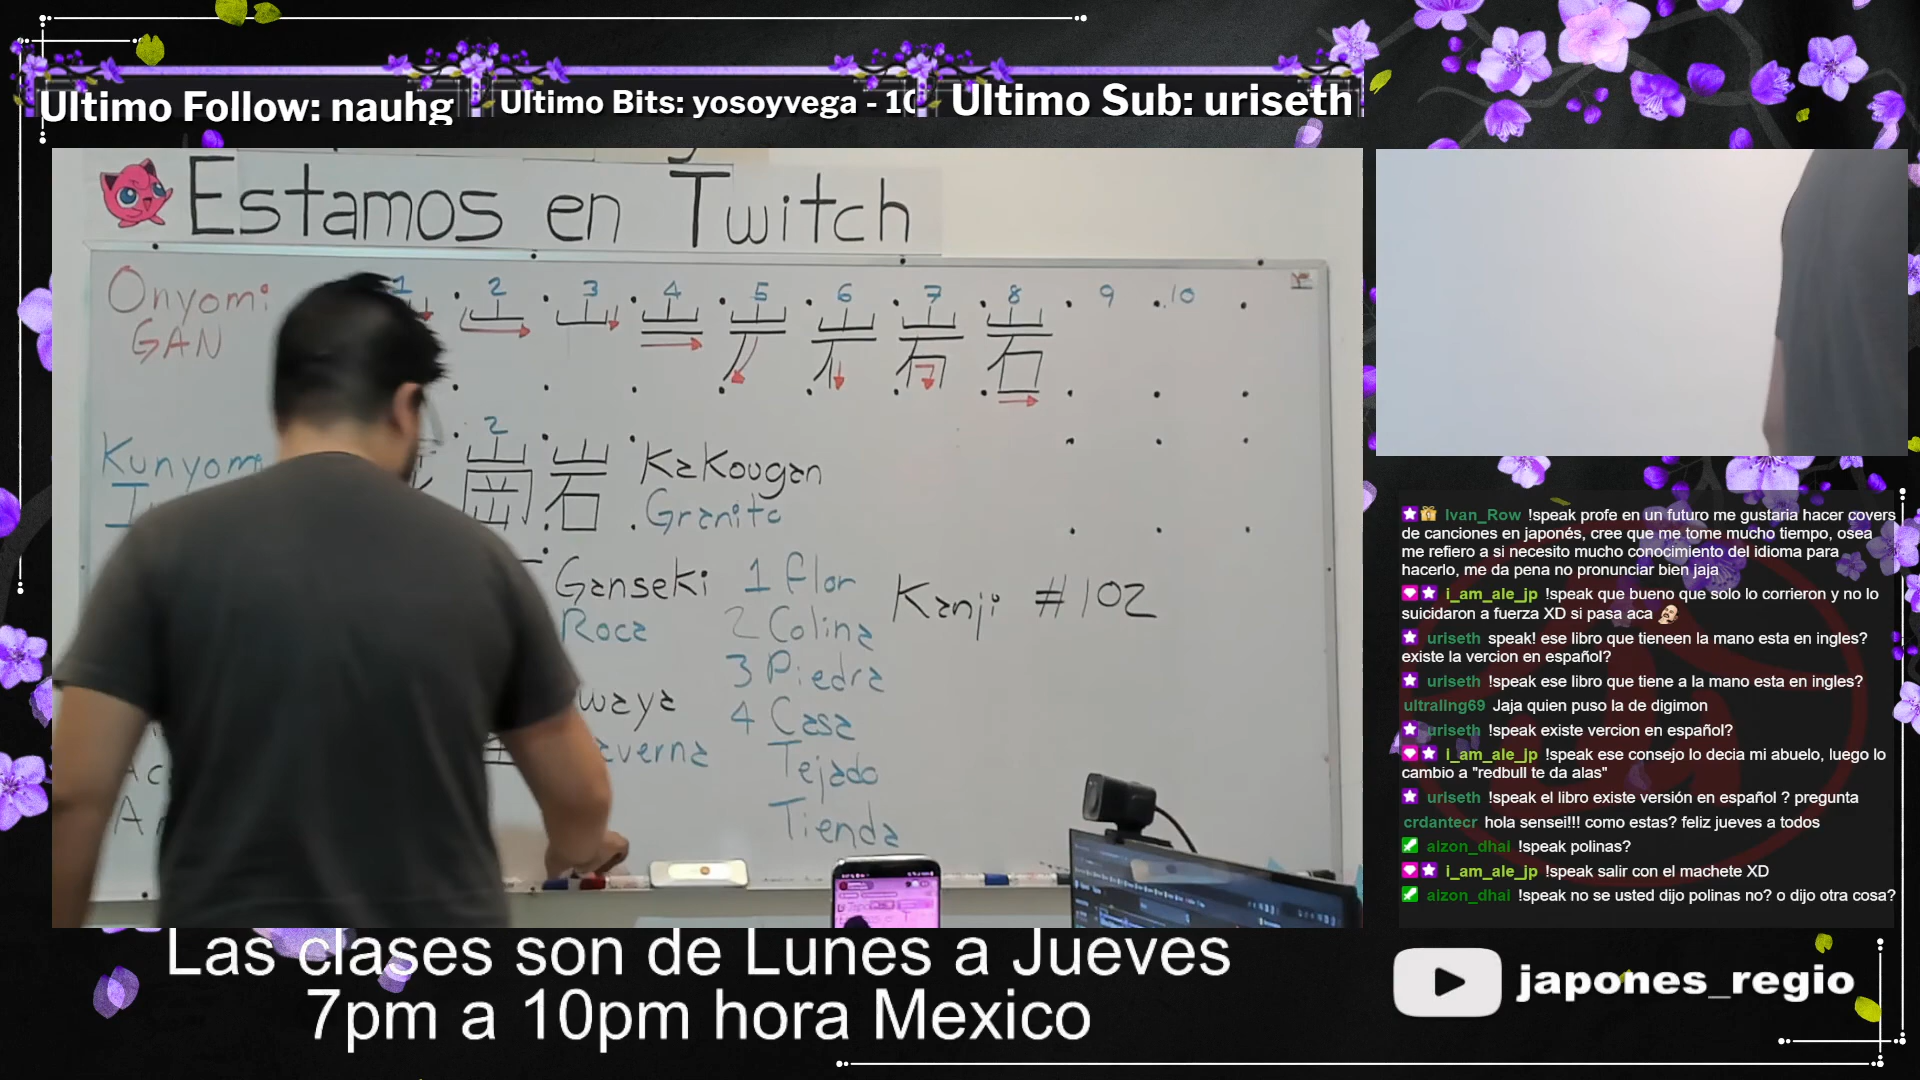 Ultimo Follow: nauhg
Ultimo Bits: yosoyvega - 10
Ultimo Sub: uriseth
Estamos en Twitch
Onyomi
GAN
1 2 3 4 5 6 7 8 9 10
Kunyomi
2
崗 岩 Kakougan
Granito
Ganseki
Roca
waya
averna
1 flor
2 Colina
3 Piedra
4 Casa
Tejado
Tienda
Kanji #102
Ivan_Row !speak profe en un futuro me gustaria hacer covers
de canciones en japonés, cree que me tome mucho tiempo, osea
me refiero a si necesito mucho conocimiento del idioma para
hacerlo, me da pena no pronunciar bien jaja
i_am_ale_jp !speak que bueno que solo lo corrieron y no lo
suicidaron a fuerza XD si pasa aca
uriseth speak! ese libro que tieneen la mano esta en ingles?
existe la vercion en español?
uriseth !speak ese libro que tiene a la mano esta en ingles?
ultraling69 Jaja quien puso la de digimon
uriseth !speak existe vercion en español?
i_am_ale_jp !speak ese consejo lo decia mi abuelo, luego lo
cambio a "redbull te da alas"
uriseth !speak el libro existe versión en español ? pregunta
crdantecr hola sensei!!! como estas? feliz jueves a todos
aizon_dhai !speak polinas?
i_am_ale_jp !speak salir con el machete XD
aizon_dhai !speak no se usted dijo polinas no? o dijo otra cosa?
Las clases son de Lunes a Jueves
7pm a 10pm hora Mexico
japones_regio